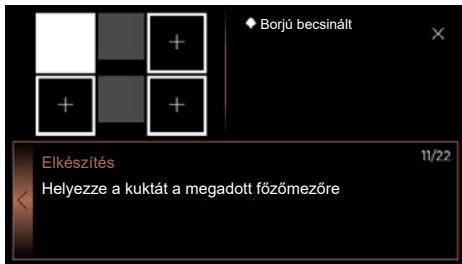 Borjú becsinált
Elkészítés
11/22
Helyezze a kuktát a megadott főzőmezőre